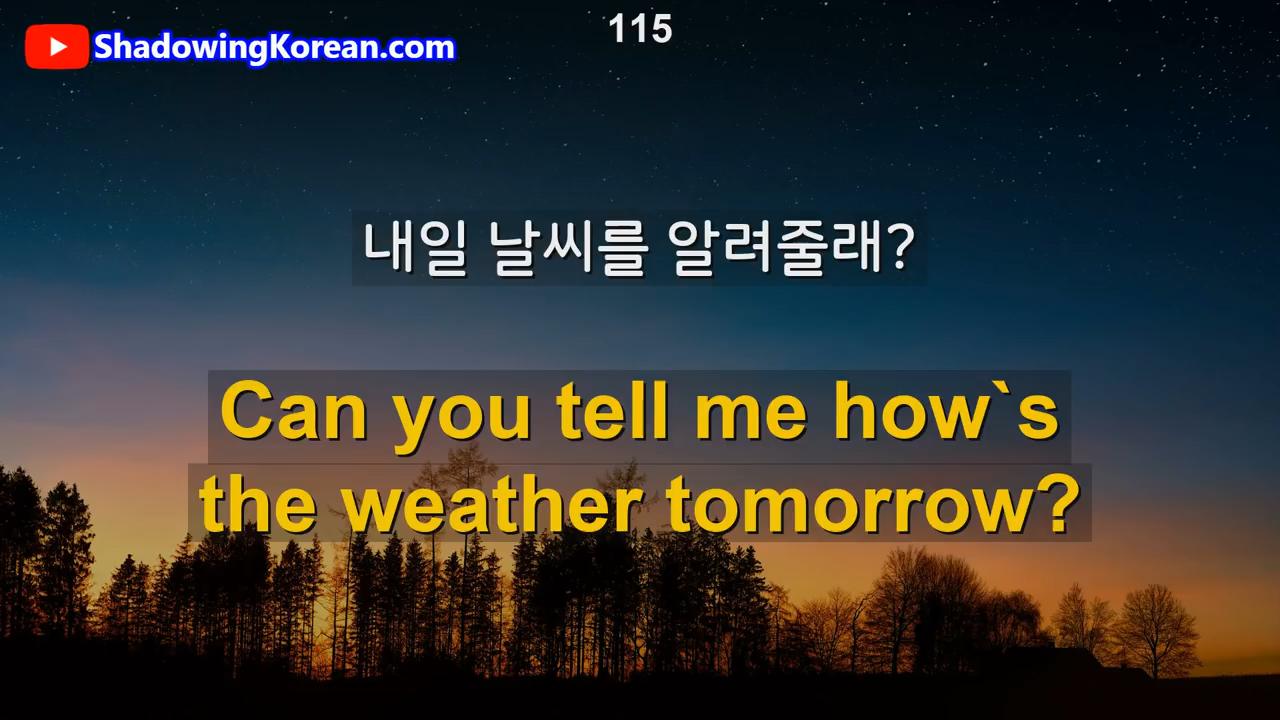 115
ShadowingKorean.com
내일 날씨를 알려줄래?
Can you tell me how`s
the weather tomorrow?